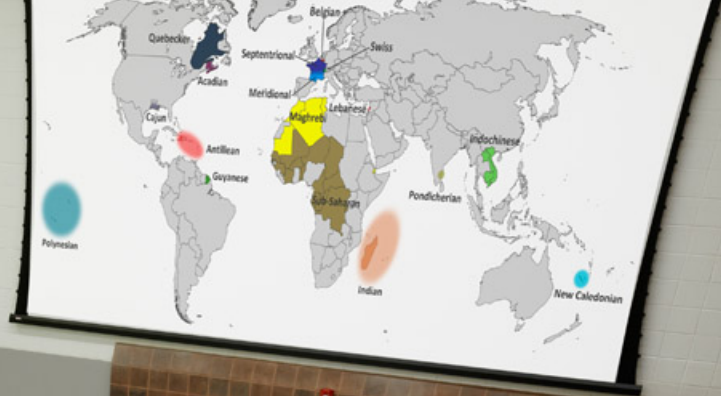 Belgian
Quebecker
Septentrional
Swiss
Acadian
Meridional
Lebanese
Cajun
Maghrebi
Antillean
Indochinese
Guyanese
Sub-Saharan
Pondicherian
Polynesian
Indian
New Caledonian